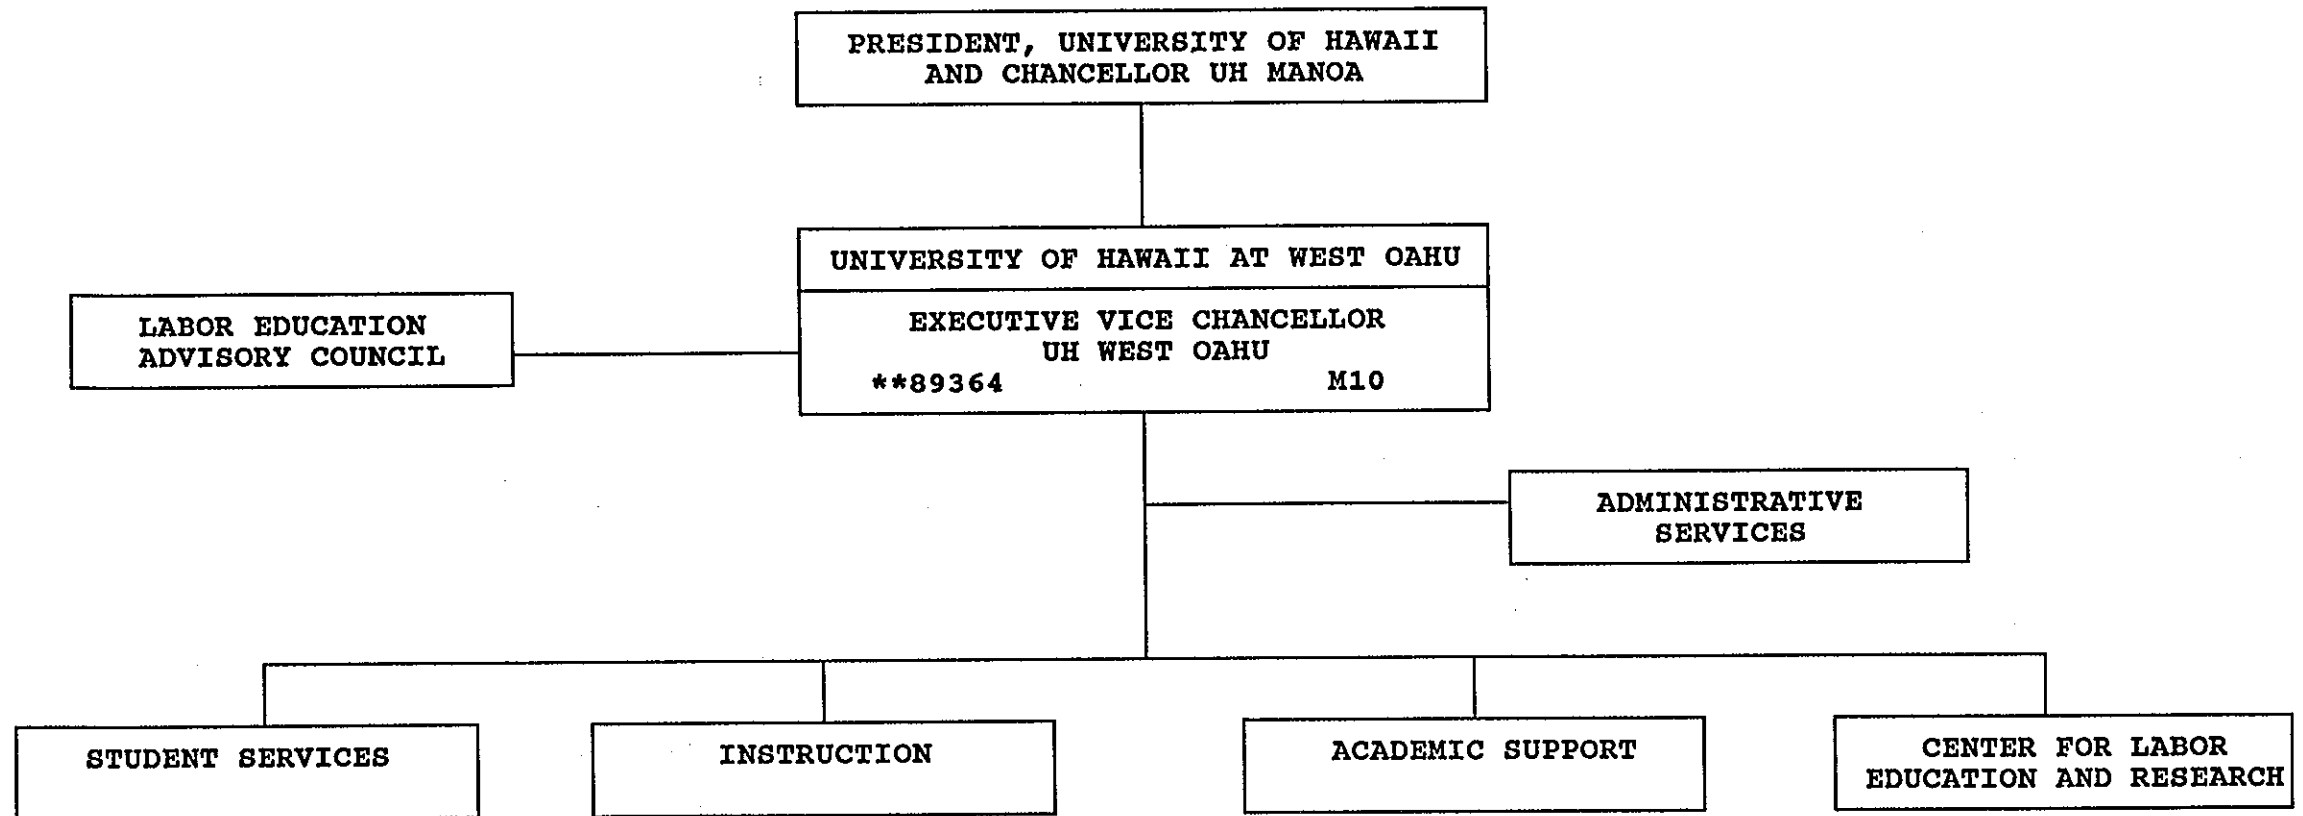 PRESIDENT, UNIVERSITY OF HAWAII
AND CHANCELLOR UH MANOA
UNIVERSITY OF HAWAII AT WEST OAHU
EXECUTIVE VICE CHANCELLOR
UH WEST OAHU
**89364 M10
LABOR EDUCATION
ADVISORY COUNCIL
ADMINISTRATIVE
SERVICES
STUDENT SERVICES
INSTRUCTION
ACADEMIC SUPPORT
CENTER FOR LABOR
EDUCATION AND RESEARCH